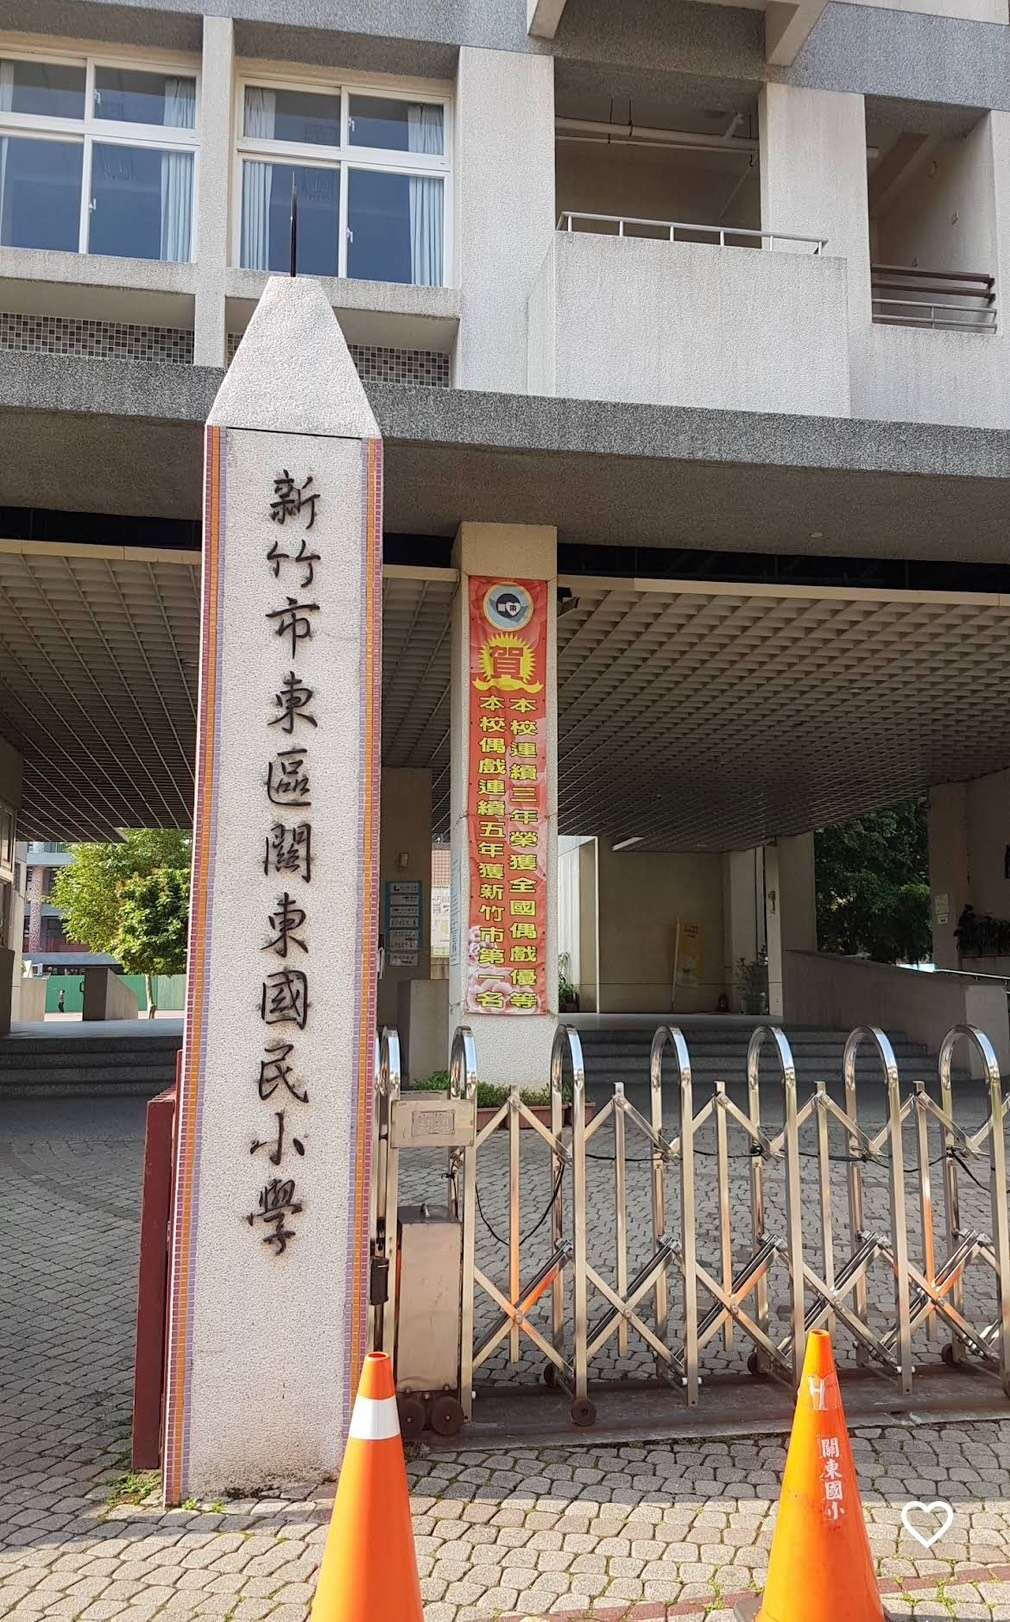 新竹市東區關東國民小學
賀
本校連續三年榮獲全國偶戲優等
本校偶戲連續五年獲新竹市第一名
H
關東國小